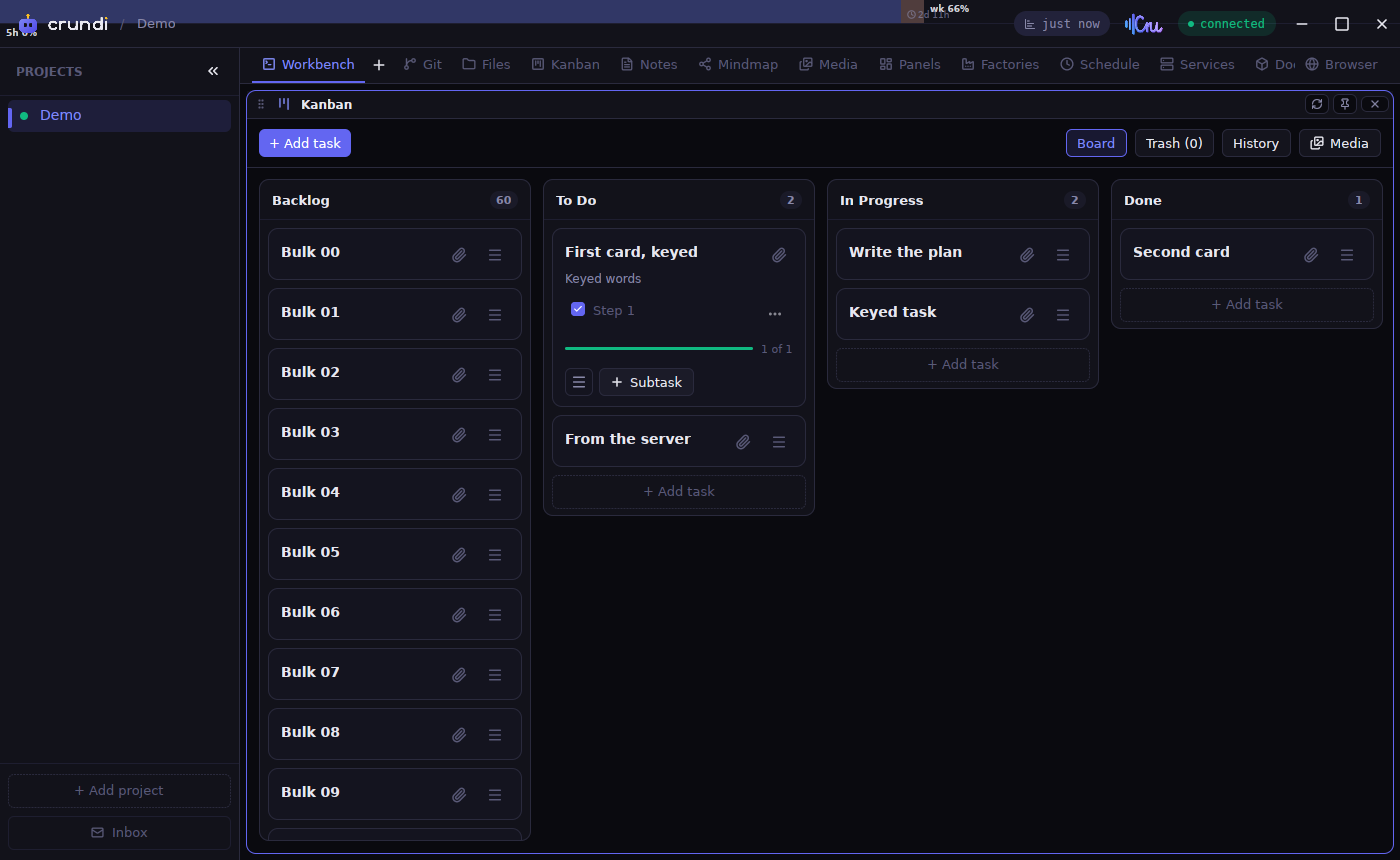 5h 0%
crundi / Demo
2d 11h
wk 66%
just now
Cru
connected
PROJECTS
Demo
+ Add project
Inbox
Workbench
Git
Files
Kanban
Notes
Mindmap
Media
Panels
Factories
Schedule
Services
Doc
Browser
Kanban
+ Add task
Board
Trash (0)
History
Media
Backlog 60
Bulk 00
Bulk 01
Bulk 02
Bulk 03
Bulk 04
Bulk 05
Bulk 06
Bulk 07
Bulk 08
Bulk 09
To Do 2
First card, keyed
Keyed words
Step 1
1 of 1
+ Subtask
From the server
+ Add task
In Progress 2
Write the plan
Keyed task
+ Add task
Done 1
Second card
+ Add task